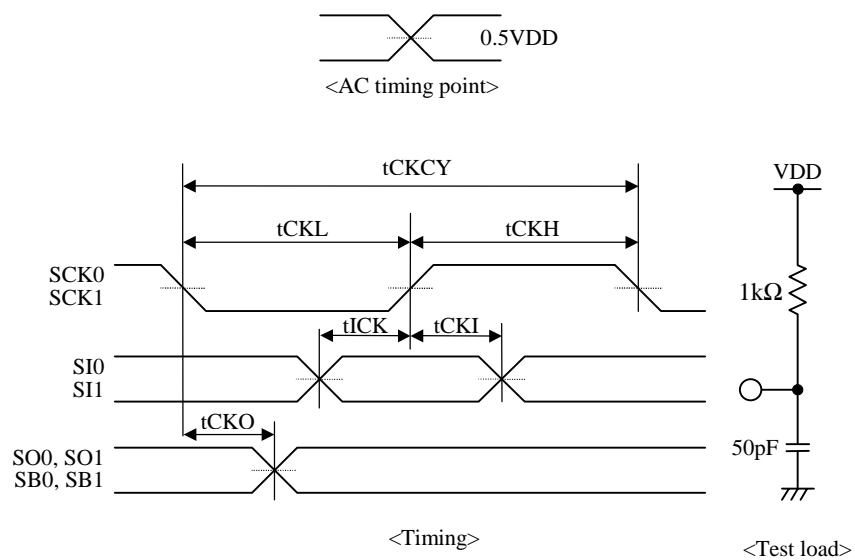 0.5VDD
<AC timing point>
tCKCY
VDD
tCKL
tCKH
SCK0
SCK1
1kΩ
tICK
tCKI
SI0
SI1
tCKO
SO0, SO1
SB0, SB1
50pF
<Timing>
<Test load>